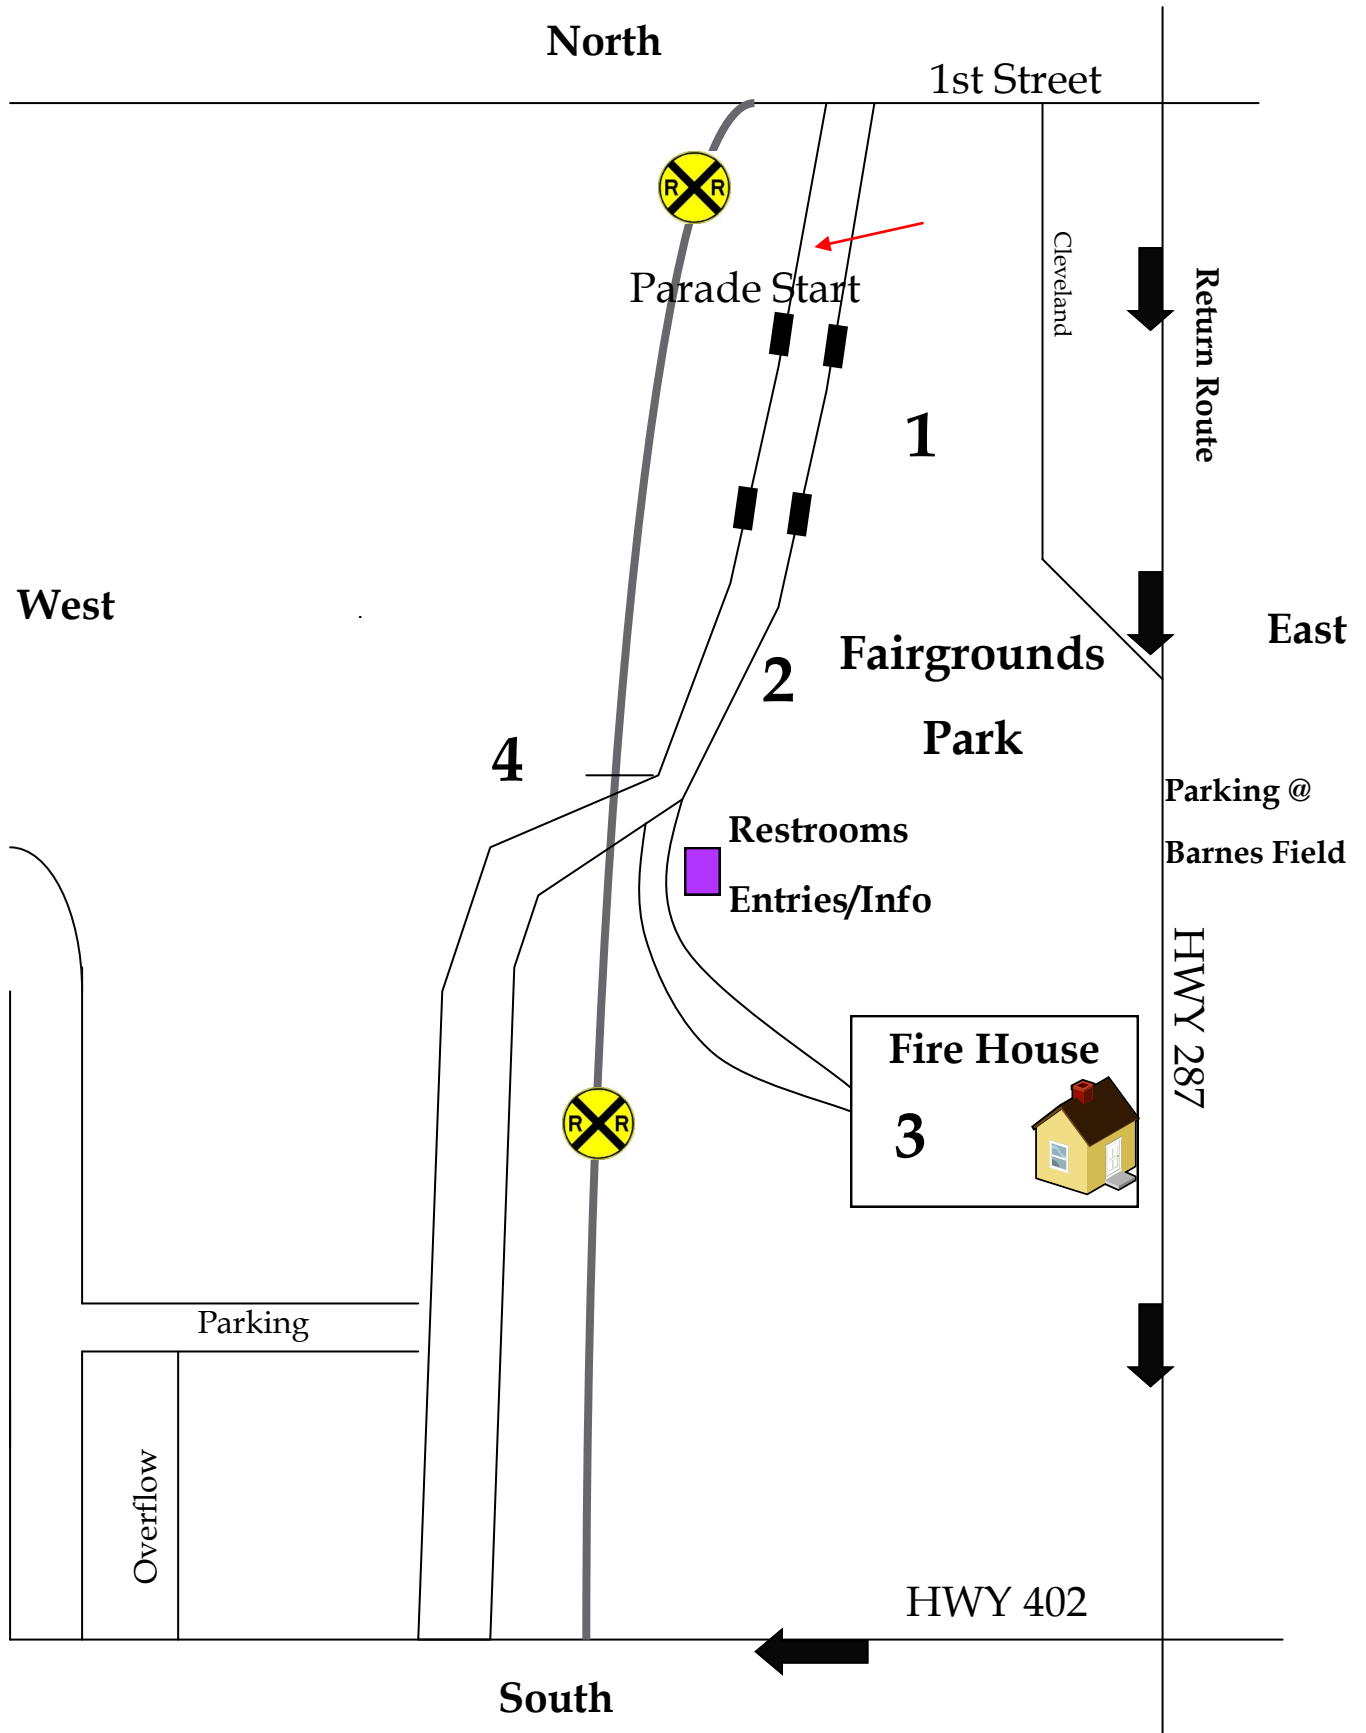 North
1st Street
R R
Cleveland
Return Route
Parade Start
1
West
East
Fairgrounds
2
Park
4
Parking @
Restrooms
Barnes Field
Entries/Info
HWY 287
Fire House
R R
3
Parking
Overflow
HWY 402
South